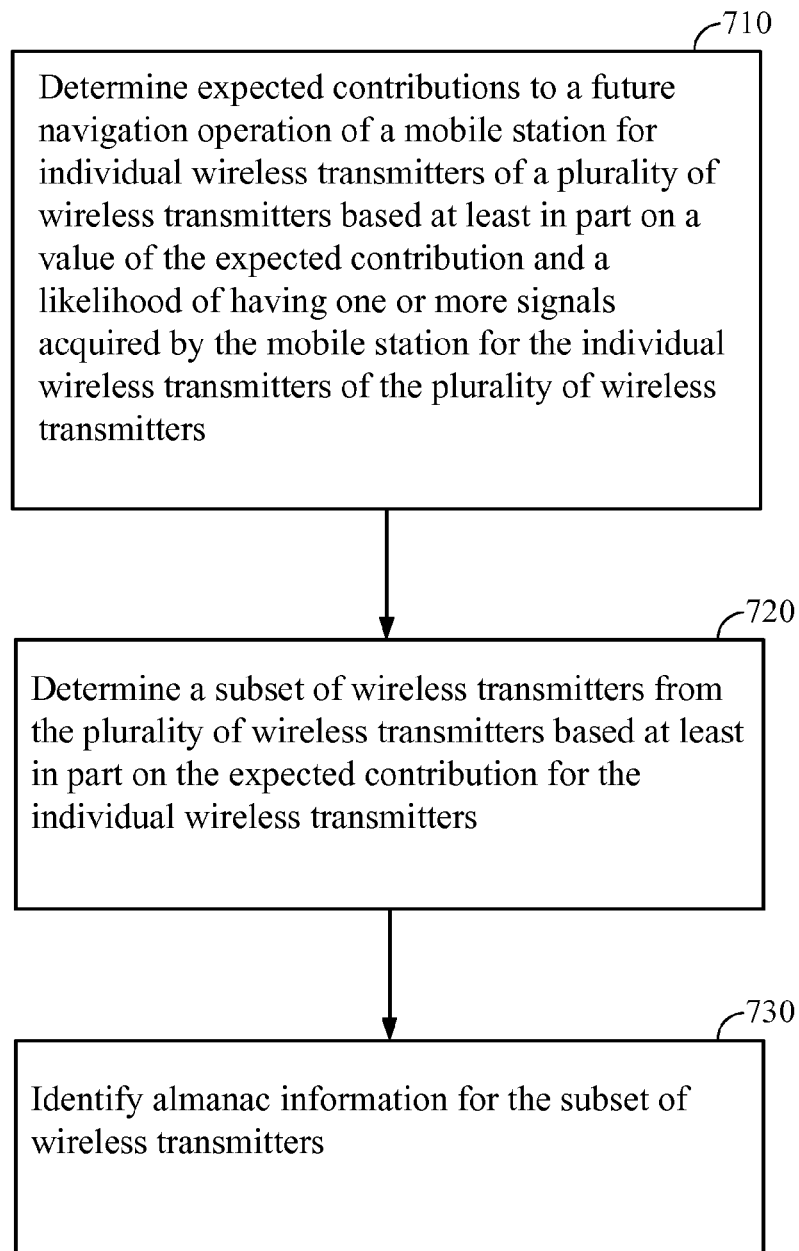 710
Determine expected contributions to a future
navigation operation of a mobile station for
individual wireless transmitters of a plurality of
wireless transmitters based at least in part on a
value of the expected contribution and a
likelihood of having one or more signals
acquired by the mobile station for the individual
wireless transmitters of the plurality of wireless
transmitters
720
Determine a subset of wireless transmitters from
the plurality of wireless transmitters based at least
in part on the expected contribution for the
individual wireless transmitters
730
Identify almanac information for the subset of
wireless transmitters